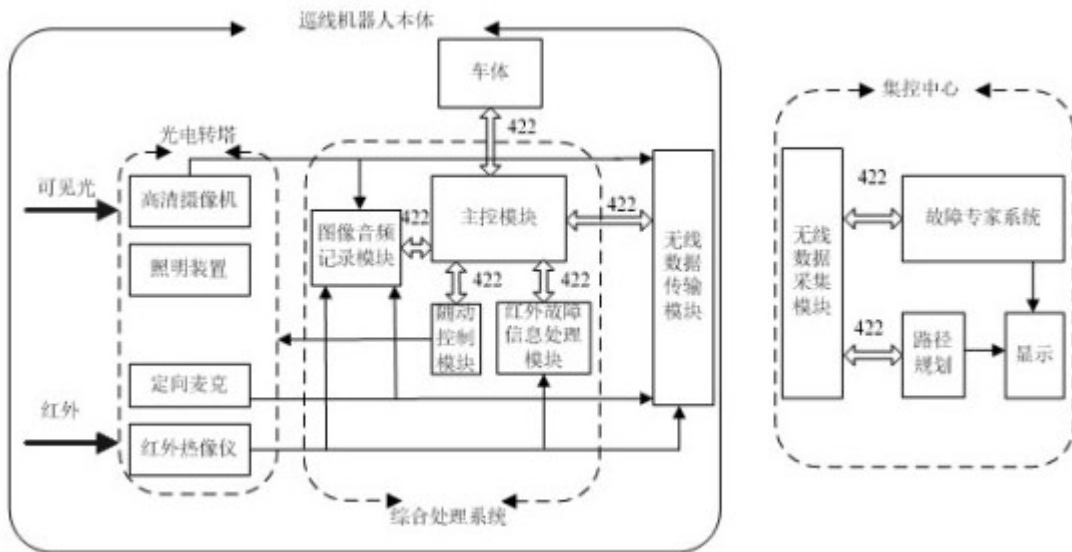 巡线机器人本体
车体
422
集控中心
光电转塔
可见光
高清摄像机
照明装置
定向麦克
红外
红外热像仪
图像音频
记录模块
422
主控模块
422
422
422
随动
控制
模块
红外故障
信息处理
模块
综合处理系统
无线
数据
传输
模块
无线
数据
采集
模块
422
故障专家系统
422
路径
规划
显示